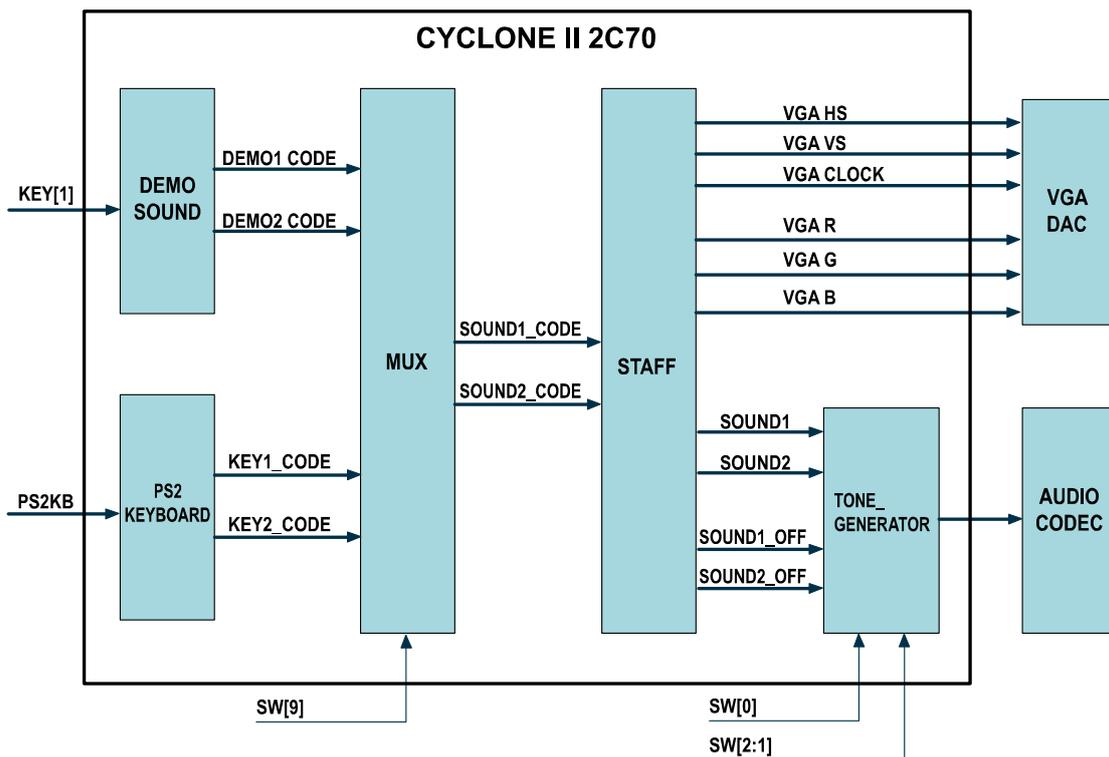 CYCLONE II 2C70
KEY[1]
DEMO
SOUND
DEMO1 CODE
DEMO2 CODE
PS2KB
PS2
KEYBOARD
KEY1_CODE
KEY2_CODE
MUX
SW[9]
SOUND1_CODE
SOUND2_CODE
STAFF
VGA HS
VGA VS
VGA CLOCK
VGA R
VGA G
VGA B
VGA
DAC
SOUND1
SOUND2
SOUND1_OFF
SOUND2_OFF
TONE_
GENERATOR
AUDIO
CODEC
SW[0]
SW[2:1]